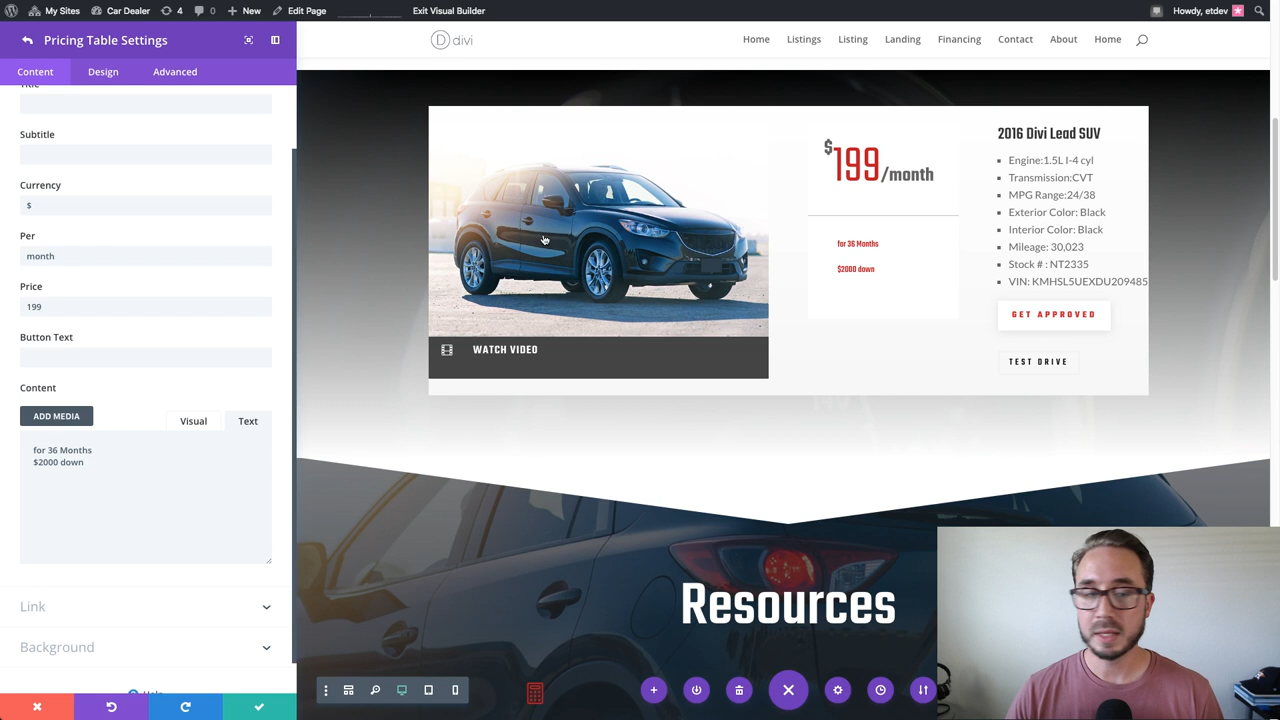 My Sites
Car Dealer
4
0
New
Edit Page
Exit Visual Builder
Howdy, etdev
Pricing Table Settings
Content
Design
Advanced
Title
Subtitle
Currency
$
Per
month
Price
199
Button Text
Content
ADD MEDIA
Visual
Text
for 36 Months
$2000 down
Link
Background
Help
D divi
Home
Listings
Listing
Landing
Financing
Contact
About
Home
WATCH VIDEO
$199/month
for 36 Months
$2000 down
2016 Divi Lead SUV
Engine:1.5L I-4 cyl
Transmission:CVT
MPG Range:24/38
Exterior Color: Black
Interior Color: Black
Mileage: 30,023
Stock # : NT2335
VIN: KMHSL5UEXDU209485
GET APPROVED
TEST DRIVE
Resources